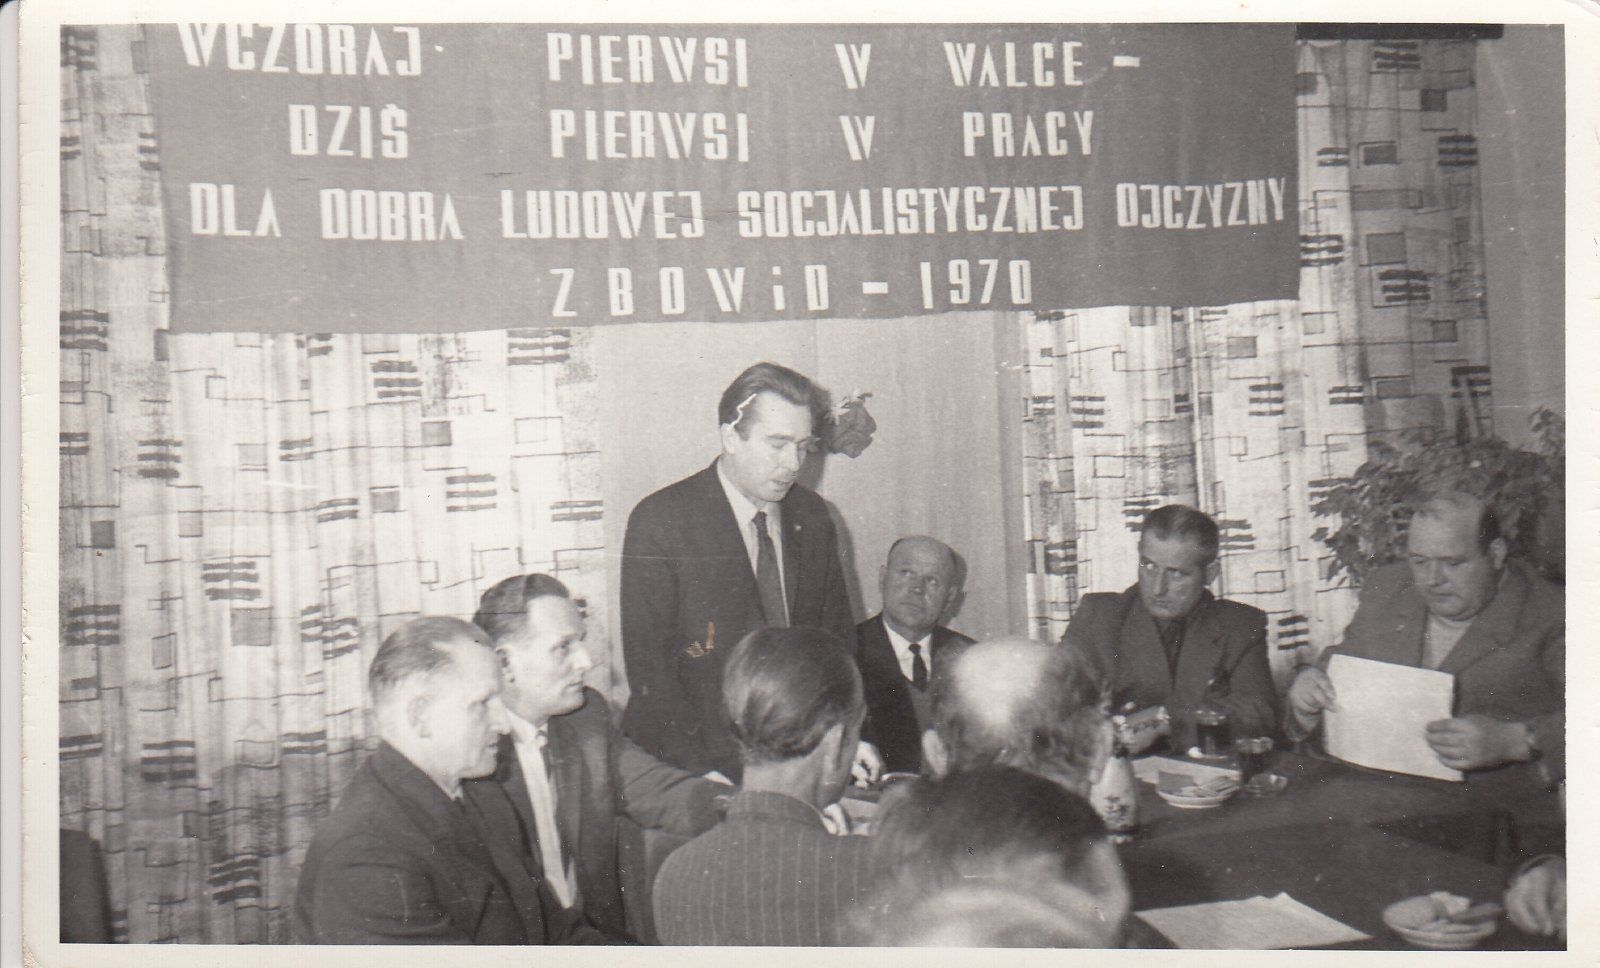 WCZORAJ PIERWSI W WALCE -
DZIŚ PIERWSI W PRACY
DLA DOBRA LUDOWEJ SOCJALISTYCZNEJ OJCZYZNY
ZBOWiD - 1970